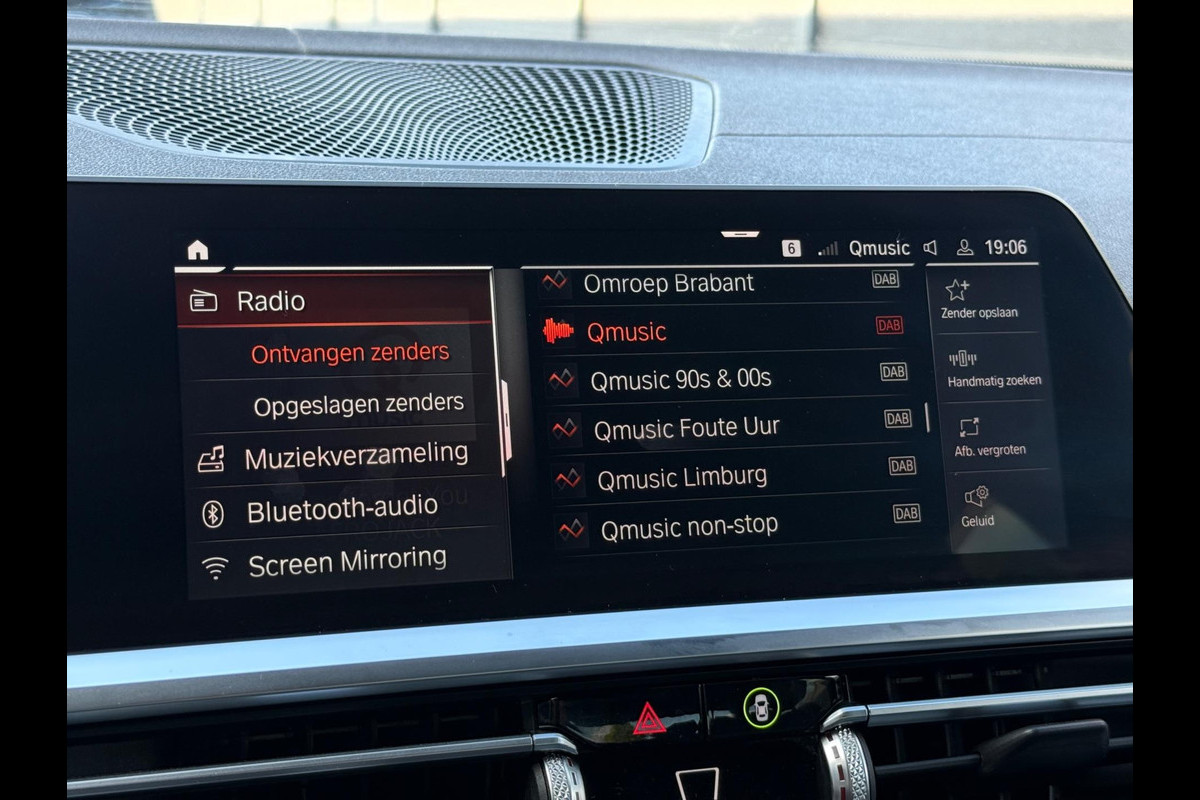 6 Qmusic 19:06
Radio
Ontvangen zenders
Opgeslagen zenders
Muziekverzameling
Bluetooth-audio
Screen Mirroring
Omroep Brabant DAB
Qmusic DAB
Qmusic 90s & 00s DAB
Qmusic Foute Uur DAB
Qmusic Limburg DAB
Qmusic non-stop DAB
Zender opslaan
Handmatig zoeken
Afb. vergroten
Geluid